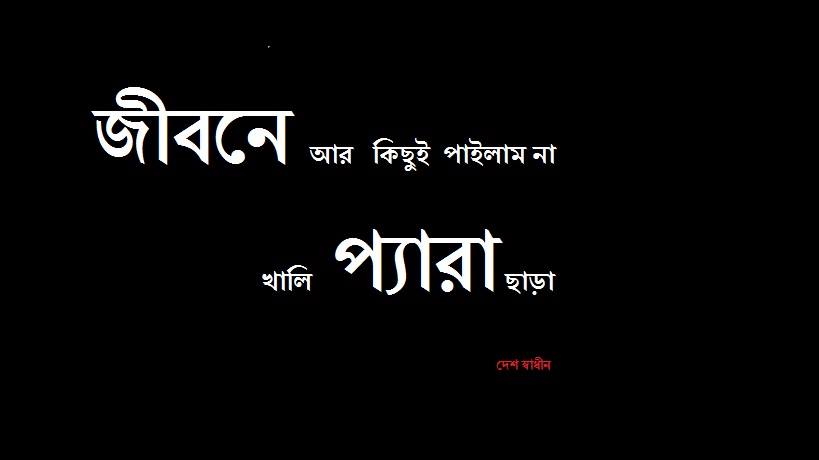 জীবনে আর কিছুই পাইলাম না
খালি প্যারা ছাড়া
দেশ স্বাধীন